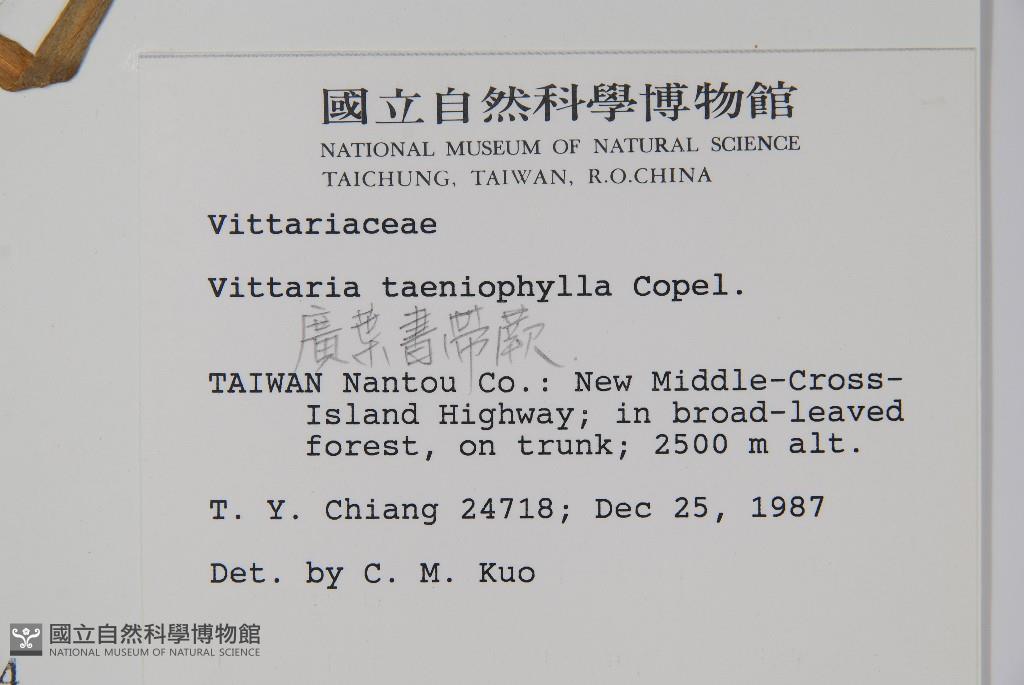 國立自然科學博物館
NATIONAL MUSEUM OF NATURAL SCIENCE
TAICHUNG, TAIWAN, R.O.CHINA
Vittariaceae
Vittaria taeniophylla Copel.
廣葉書帶蕨.
TAIWAN Nantou Co.: New Middle-Cross-
Island Highway; in broad-leaved
forest, on trunk; 2500 m alt.
T. Y. Chiang 24718; Dec 25, 1987
Det. by C. M. Kuo
國立自然科學博物館
NATIONAL MUSEUM OF NATURAL SCIENCE